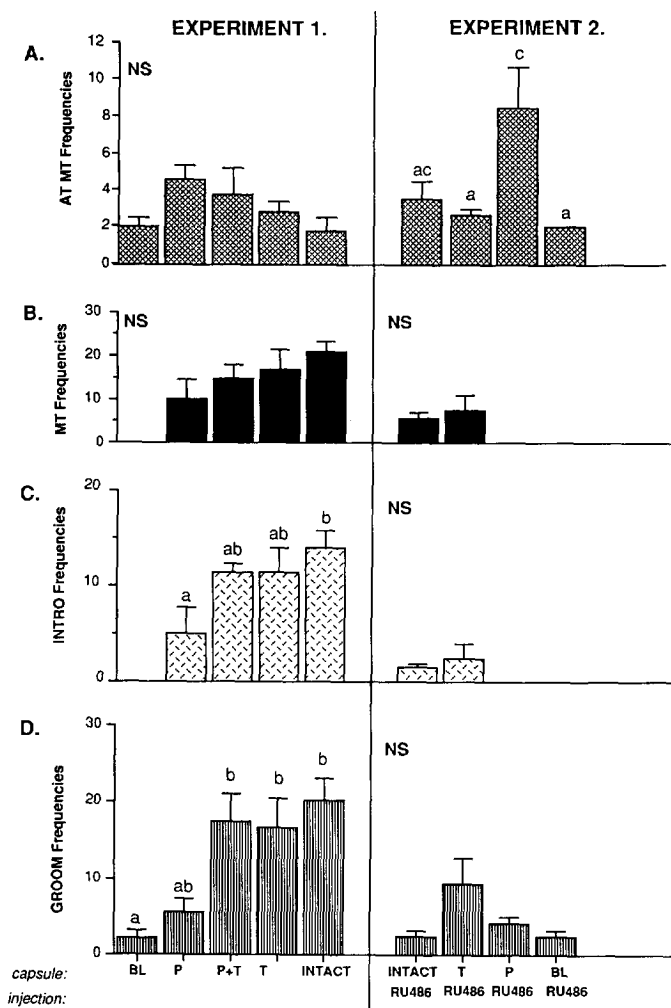 EXPERIMENT 1. EXPERIMENT 2.
A.
AT MT Frequencies
12
10
8
6
4
2
0
NS
ac a c a
B.
MT Frequencies
30
20
10
0
NS NS
C.
INTRO Frequencies
20
10
0
a ab ab b
NS
D.
GROOM Frequencies
30
20
10
0
a ab b b b
NS
capsule: BL P P+T T INTACT INTACT T P BL
injection: RU486 RU486 RU486 RU486